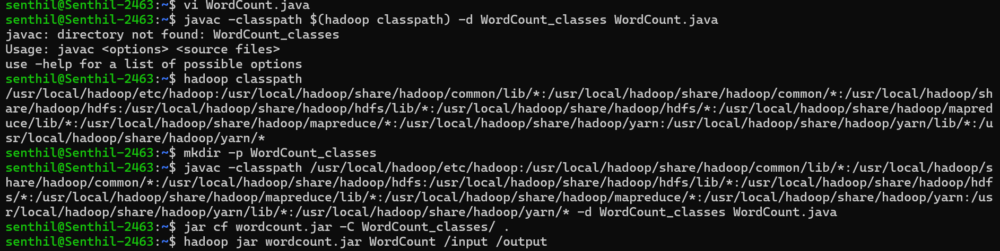 senthil@Senthil-2463:~$ vi WordCount.java
senthil@Senthil-2463:~$ javac -classpath $(hadoop classpath) -d WordCount_classes WordCount.java
javac: directory not found: WordCount_classes
Usage: javac <options> <source files>
use -help for a list of possible options
senthil@Senthil-2463:~$ hadoop classpath
/usr/local/hadoop/etc/hadoop:/usr/local/hadoop/share/hadoop/common/lib/*:/usr/local/hadoop/share/hadoop/common/*:/usr/local/hadoop/sh
are/hadoop/hdfs:/usr/local/hadoop/share/hadoop/hdfs/lib/*:/usr/local/hadoop/share/hadoop/hdfs/*:/usr/local/hadoop/share/hadoop/mapred
uce/lib/*:/usr/local/hadoop/share/hadoop/mapreduce/*:/usr/local/hadoop/share/hadoop/yarn:/usr/local/hadoop/share/hadoop/yarn/lib/*:/u
sr/local/hadoop/share/hadoop/yarn/*
senthil@Senthil-2463:~$ mkdir -p WordCount_classes
senthil@Senthil-2463:~$ javac -classpath /usr/local/hadoop/etc/hadoop:/usr/local/hadoop/share/hadoop/common/lib/*:/usr/local/hadoop/s
hare/hadoop/common/*:/usr/local/hadoop/share/hadoop/hdfs:/usr/local/hadoop/share/hadoop/hdfs/lib/*:/usr/local/hadoop/share/hadoop/hdf
s/*:/usr/local/hadoop/share/hadoop/mapreduce/lib/*:/usr/local/hadoop/share/hadoop/mapreduce/*:/usr/local/hadoop/share/hadoop/yarn:/us
r/local/hadoop/share/hadoop/yarn/lib/*:/usr/local/hadoop/share/hadoop/yarn/* -d WordCount_classes WordCount.java
senthil@Senthil-2463:~$ jar cf wordcount.jar -C WordCount_classes/ .
senthil@Senthil-2463:~$ hadoop jar wordcount.jar WordCount /input /output